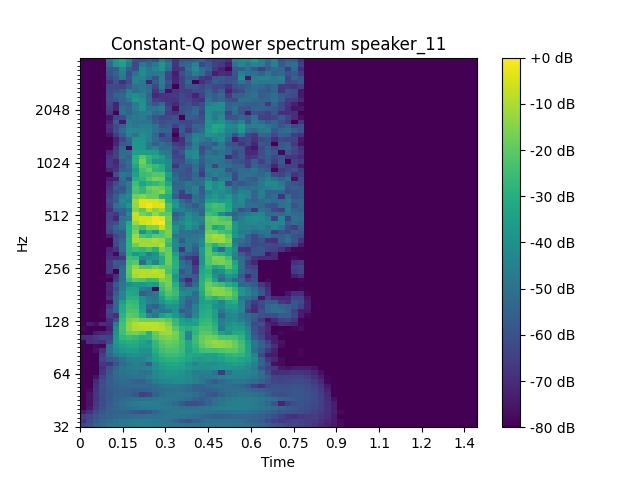 Constant-Q power spectrum speaker_11
+0 dB
-10 dB
-20 dB
-30 dB
-40 dB
-50 dB
-60 dB
-70 dB
-80 dB
2048
1024
512
256
128
64
32
Hz
0 0.15 0.3 0.45 0.6 0.75 0.9 1.1 1.2 1.4
Time